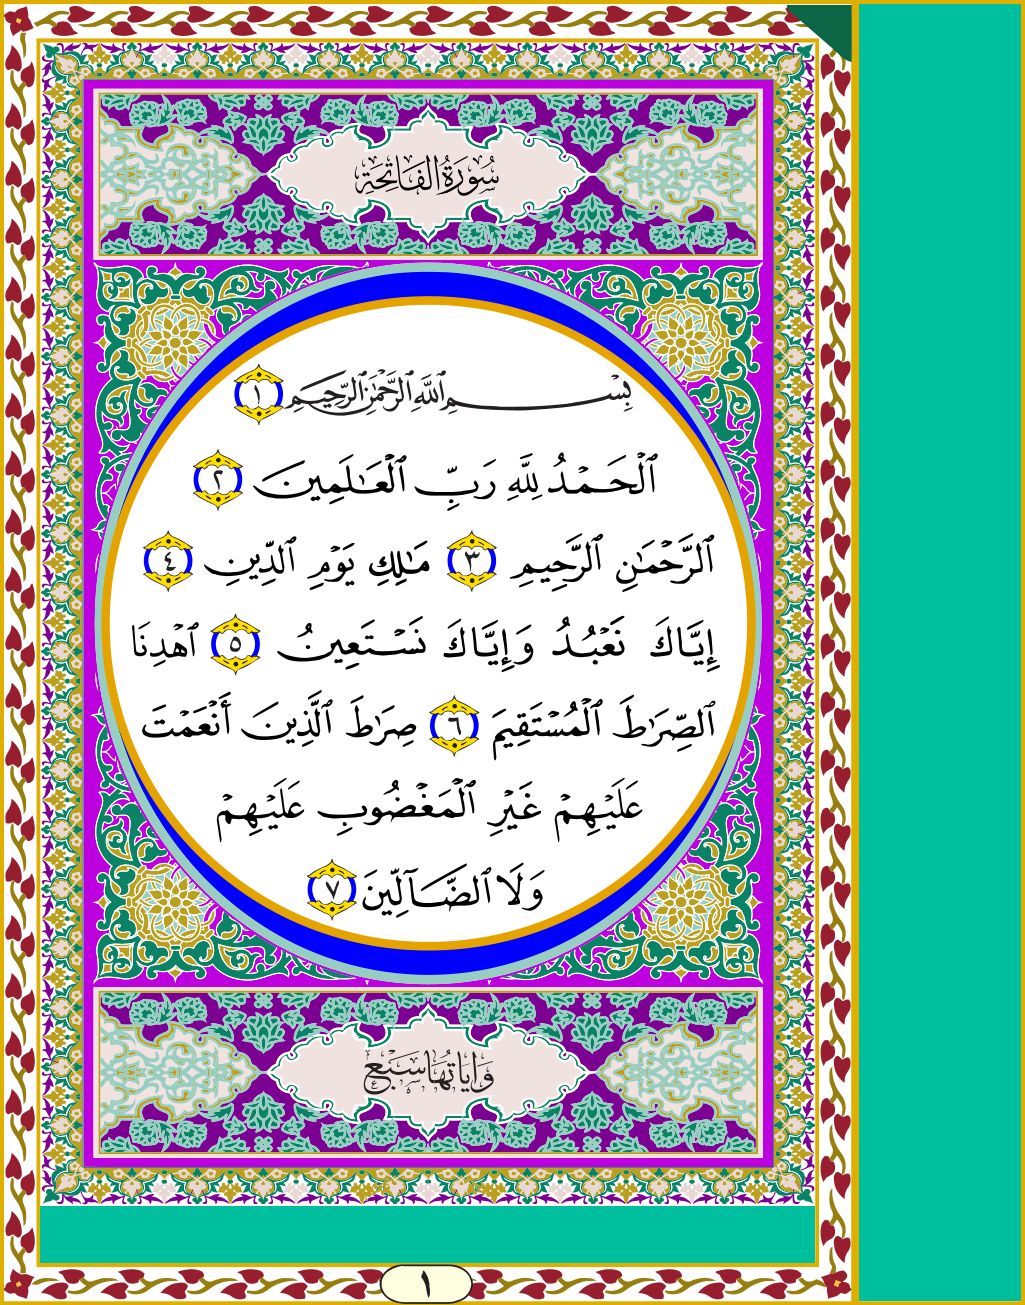 سُورَةُ الفَاتِحَةِ
بِسْمِ ٱللَّهِ ٱلرَّحْمَٰنِ ٱلرَّحِيمِ ١
ٱلْحَمْدُ لِلَّهِ رَبِّ ٱلْعَٰلَمِينَ ٢
ٱلرَّحْمَٰنِ ٱلرَّحِيمِ ٣ مَٰلِكِ يَوْمِ ٱلدِّينِ ٤
إِيَّاكَ نَعْبُدُ وَإِيَّاكَ نَسْتَعِينُ ٥ ٱهْدِنَا
ٱلصِّرَٰطَ ٱلْمُسْتَقِيمَ ٦ صِرَٰطَ ٱلَّذِينَ أَنْعَمْتَ
عَلَيْهِمْ غَيْرِ ٱلْمَغْضُوبِ عَلَيْهِمْ
وَلَا ٱلضَّآلِّينَ ٧
وَاٰيَاتُهَا سَبْعٌ
١